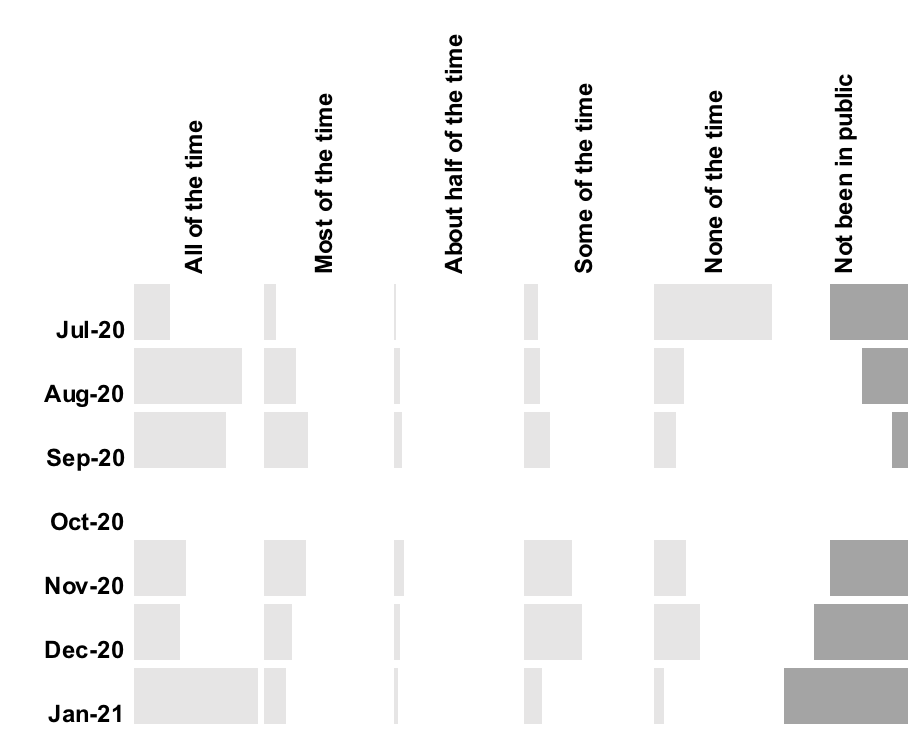 All of the time
Most of the time
About half of the time
Some of the time
None of the time
Not been in public
Jul-20
Aug-20
Sep-20
Oct-20
Nov-20
Dec-20
Jan-21